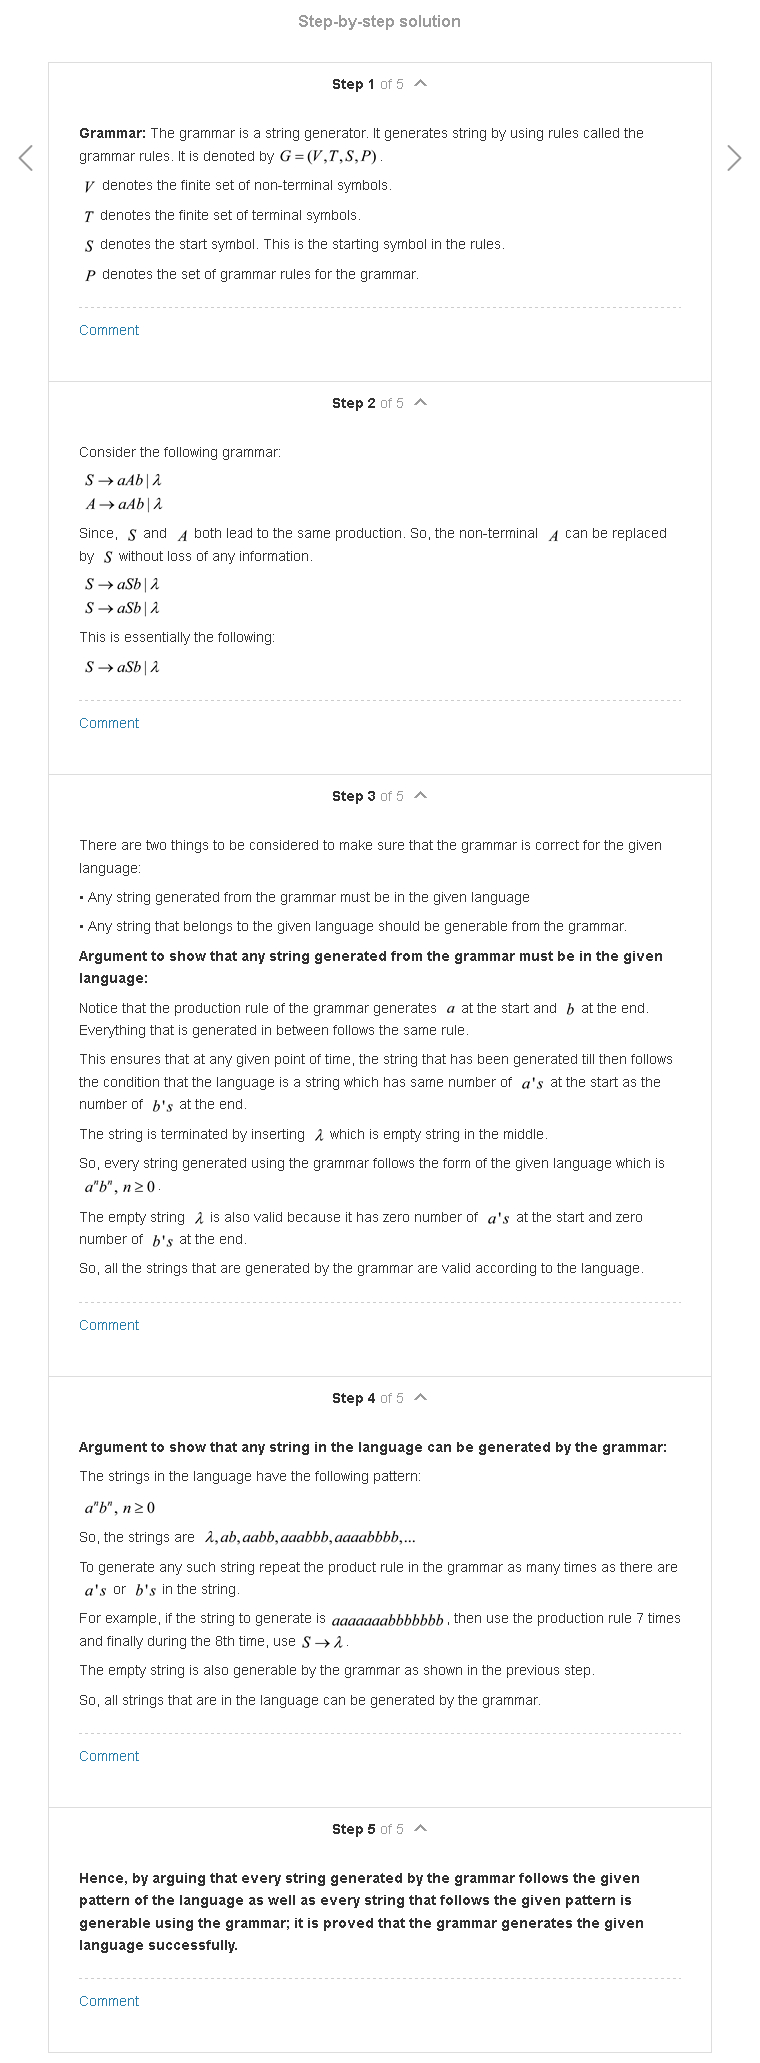 Step-by-step solution
Step 1 of 5
Grammar: The grammar is a string generator. It generates string by using rules called the
grammar rules. It is denoted by G = (V,T,S,P).
V denotes the finite set of non-terminal symbols.
T denotes the finite set of terminal symbols.
S denotes the start symbol. This is the starting symbol in the rules.
P denotes the set of grammar rules for the grammar.
Comment
Step 2 of 5
Consider the following grammar:
S → aAb | λ
A → aAb | λ
Since, S and A both lead to the same production. So, the non-terminal A can be replaced
by S without loss of any information.
S → aSb | λ
S → aSb | λ
This is essentially the following:
S → aSb | λ
Comment
Step 3 of 5
There are two things to be considered to make sure that the grammar is correct for the given
language:
• Any string generated from the grammar must be in the given language
• Any string that belongs to the given language should be generable from the grammar.
Argument to show that any string generated from the grammar must be in the given
language:
Notice that the production rule of the grammar generates a at the start and b at the end.
Everything that is generated in between follows the same rule.
This ensures that at any given point of time, the string that has been generated till then follows
the condition that the language is a string which has same number of a's at the start as the
number of b's at the end.
The string is terminated by inserting λ which is empty string in the middle.
So, every string generated using the grammar follows the form of the given language which is
aⁿbⁿ, n ≥ 0.
The empty string λ is also valid because it has zero number of a's at the start and zero
number of b's at the end.
So, all the strings that are generated by the grammar are valid according to the language.
Comment
Step 4 of 5
Argument to show that any string in the language can be generated by the grammar:
The strings in the language have the following pattern:
aⁿbⁿ, n ≥ 0
So, the strings are λ,ab,aabb,aaabbb,aaaabbbb,...
To generate any such string repeat the product rule in the grammar as many times as there are
a's or b's in the string.
For example, if the string to generate is aaaaaaabbbbbbb, then use the production rule 7 times
and finally during the 8th time, use S → λ.
The empty string is also generable by the grammar as shown in the previous step.
So, all strings that are in the language can be generated by the grammar.
Comment
Step 5 of 5
Hence, by arguing that every string generated by the grammar follows the given
pattern of the language as well as every string that follows the given pattern is
generable using the grammar; it is proved that the grammar generates the given
language successfully.
Comment